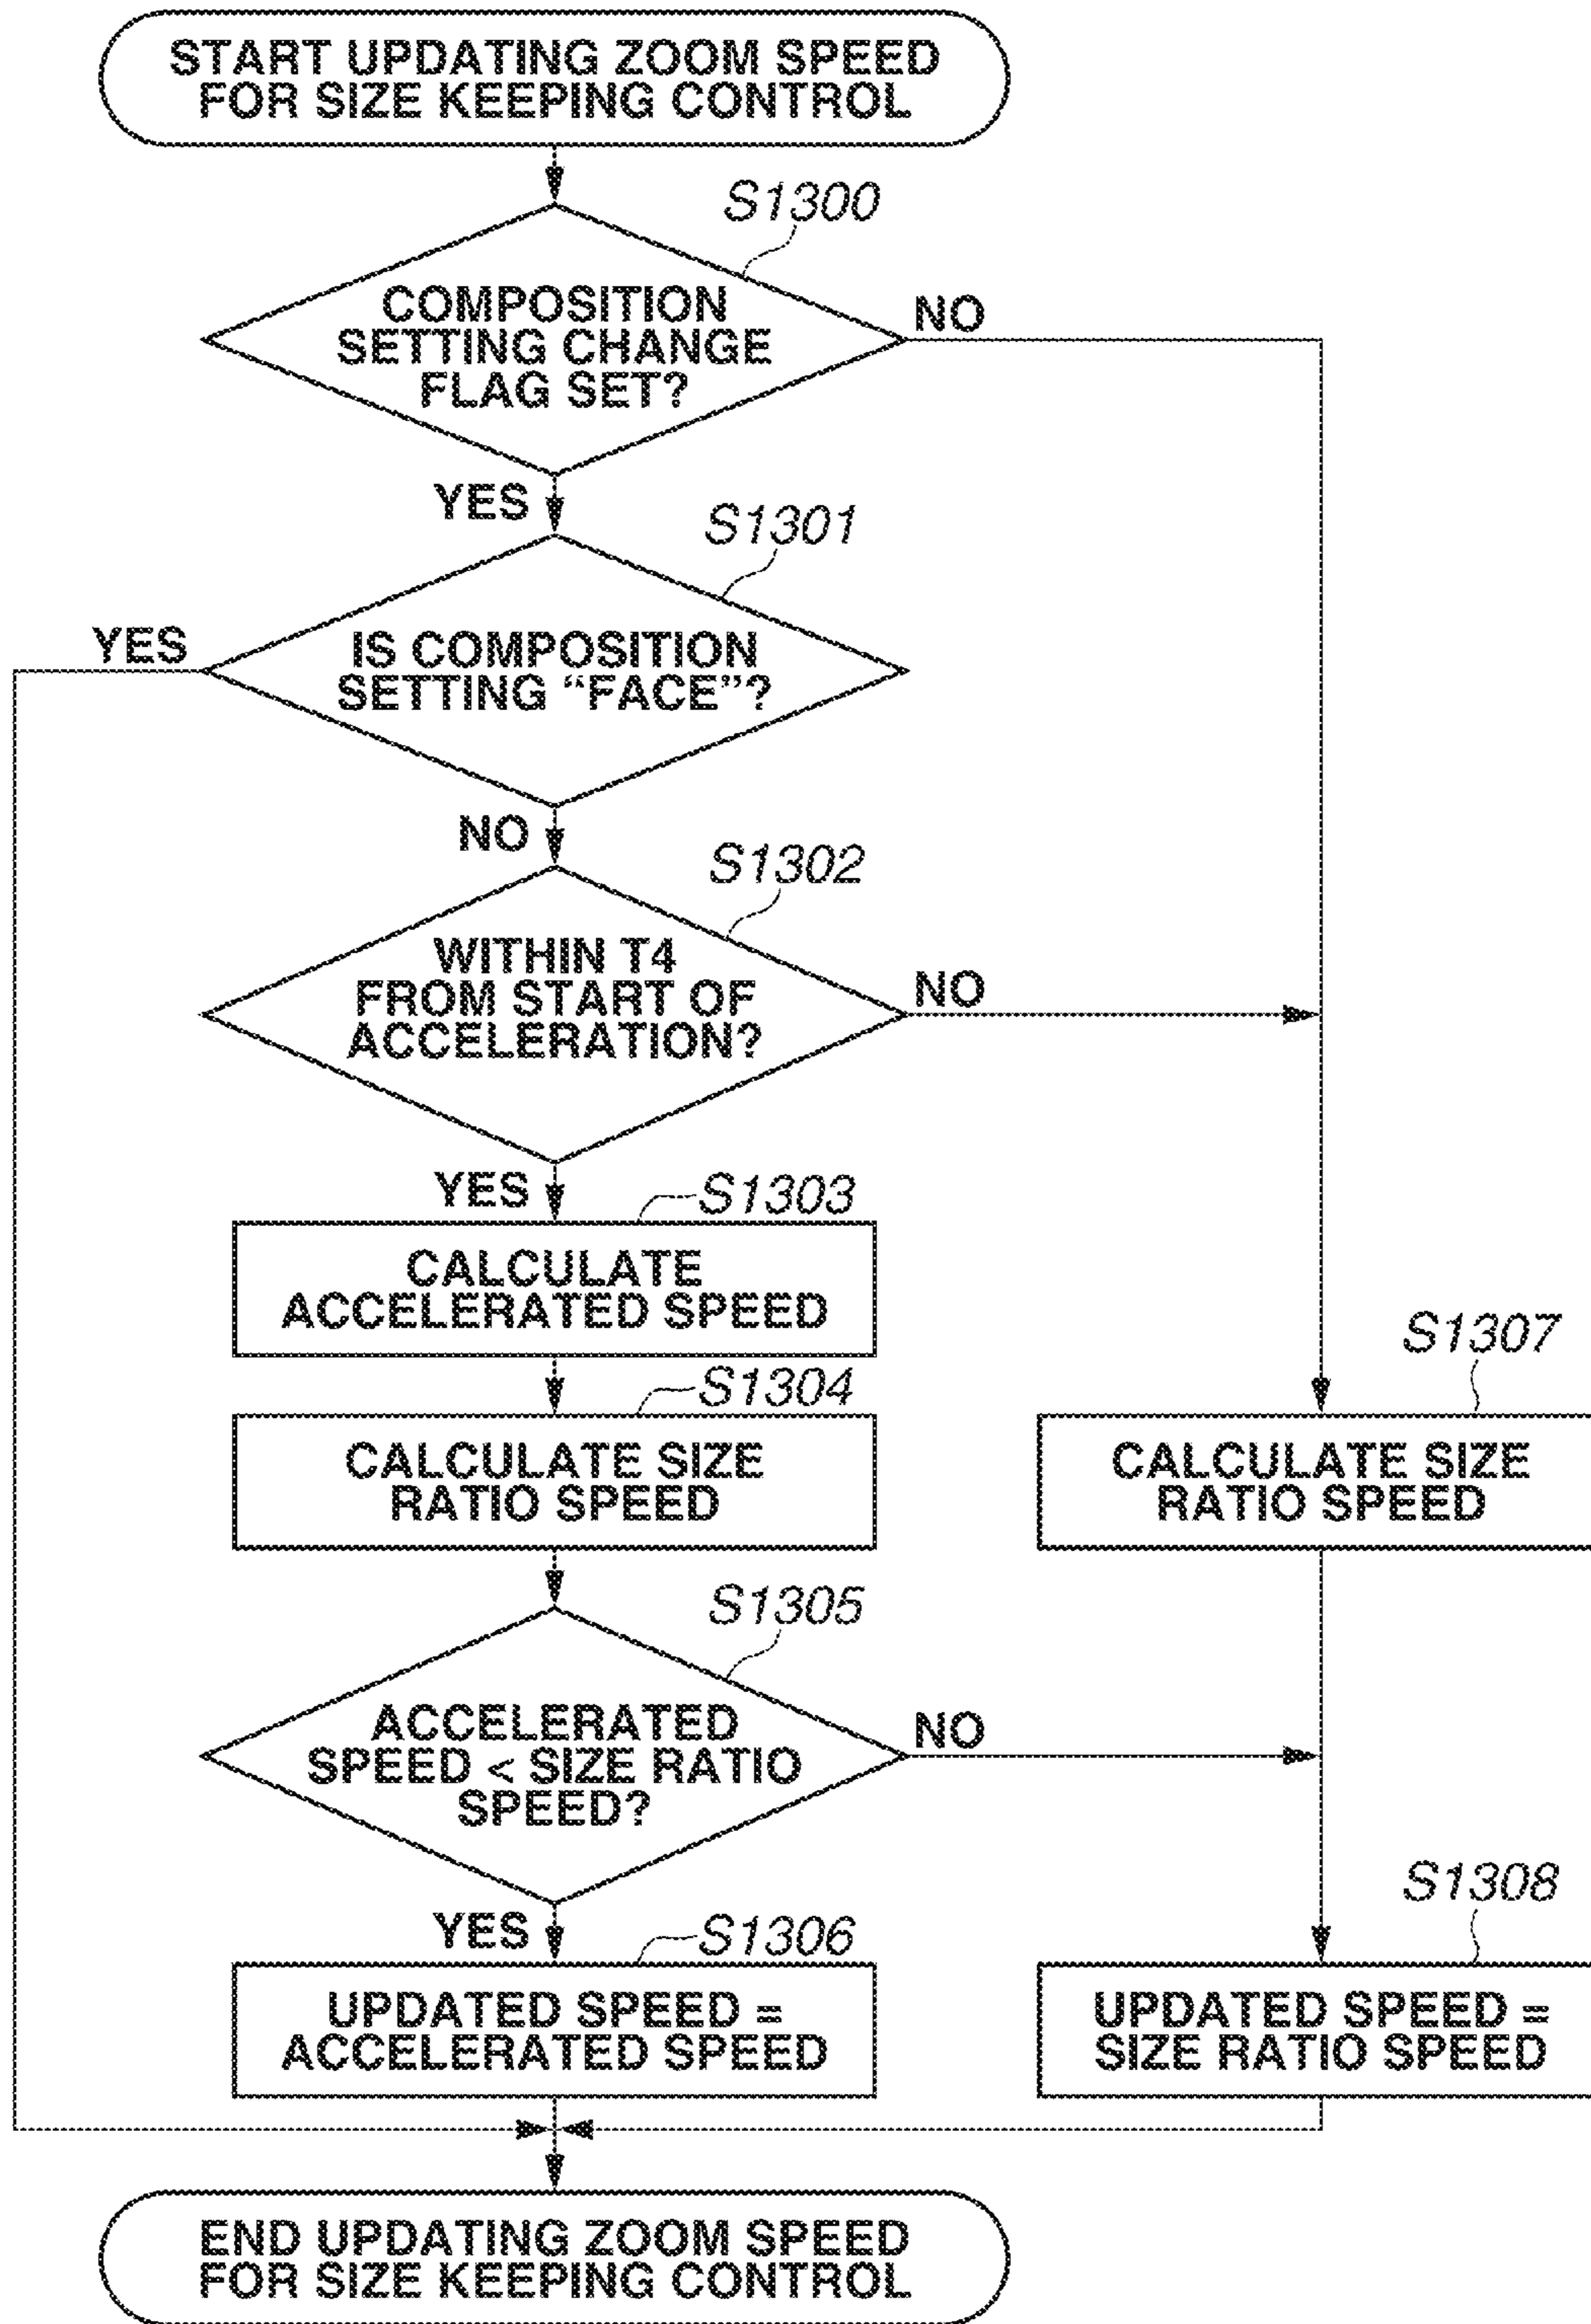 START UPDATING ZOOM SPEED
FOR SIZE KEEPING CONTROL
S1300
COMPOSITION
SETTING CHANGE
FLAG SET?
NO
YES
S1301
IS COMPOSITION
SETTING “FACE”?
YES
NO
S1302
WITHIN T4
FROM START OF
ACCELERATION?
NO
YES
S1303
CALCULATE
ACCELERATED SPEED
S1304
CALCULATE SIZE
RATIO SPEED
S1307
CALCULATE SIZE
RATIO SPEED
S1305
ACCELERATED
SPEED < SIZE RATIO
SPEED?
NO
YES
S1306
UPDATED SPEED =
ACCELERATED SPEED
S1308
UPDATED SPEED =
SIZE RATIO SPEED
END UPDATING ZOOM SPEED
FOR SIZE KEEPING CONTROL